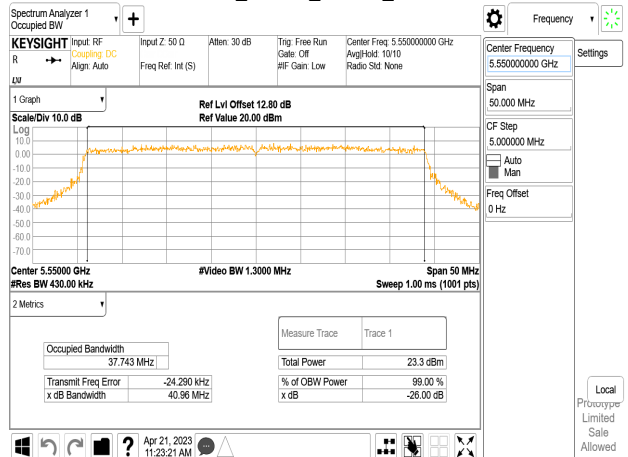 Spectrum Analyzer 1
Occupied BW
Frequency
KEYSIGHT
R
Input: RF
Coupling: DC
Align: Auto
Input Z: 50 Ω
Freq Ref: Int (S)
Atten: 30 dB
Trig: Free Run
Gate: Off
#IF Gain: Low
Center Freq: 5.550000000 GHz
Avg|Hold: 10/10
Radio Std: None
Center Frequency
5.550000000 GHz
Settings
Span
50.000 MHz
CF Step
5.000000 MHz
Auto
Man
Freq Offset
0 Hz
1 Graph
Scale/Div 10.0 dB
Ref Lvl Offset 12.80 dB
Ref Value 20.00 dBm
Log
10.0
0.00
-10.0
-20.0
-30.0
-40.0
-50.0
-60.0
-70.0
Center 5.55000 GHz
#Res BW 430.00 kHz
#Video BW 1.3000 MHz
Span 50 MHz
Sweep 1.00 ms (1001 pts)
2 Metrics
Measure Trace
Trace 1
Occupied Bandwidth
37.743 MHz
Total Power
23.3 dBm
Transmit Freq Error
-24.290 kHz
% of OBW Power
99.00 %
x dB Bandwidth
40.96 MHz
x dB
-26.00 dB
Local
Prototype
Limited
Sale
Allowed
?
Apr 21, 2023
11:23:21 AM